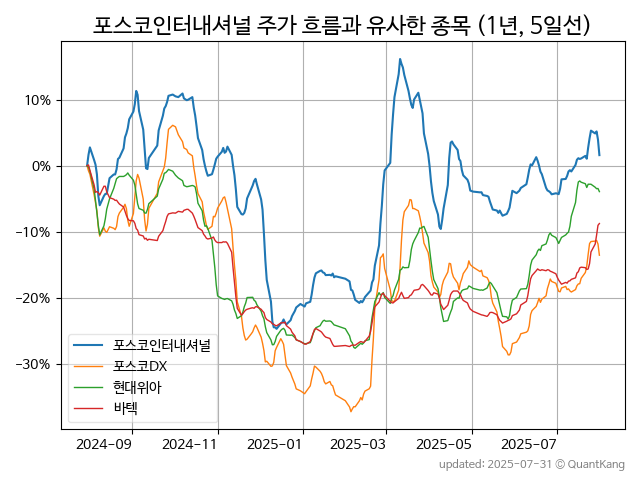 포스코인터내셔널 주가 흐름과 유사한 종목 (1년, 5일선)
10%
0%
−10%
−20%
−30%
포스코인터내셔널
포스코DX
현대위아
바텍
2024-09
2024-11
2025-01
2025-03
2025-05
2025-07
updated: 2025-07-31 © QuantKang